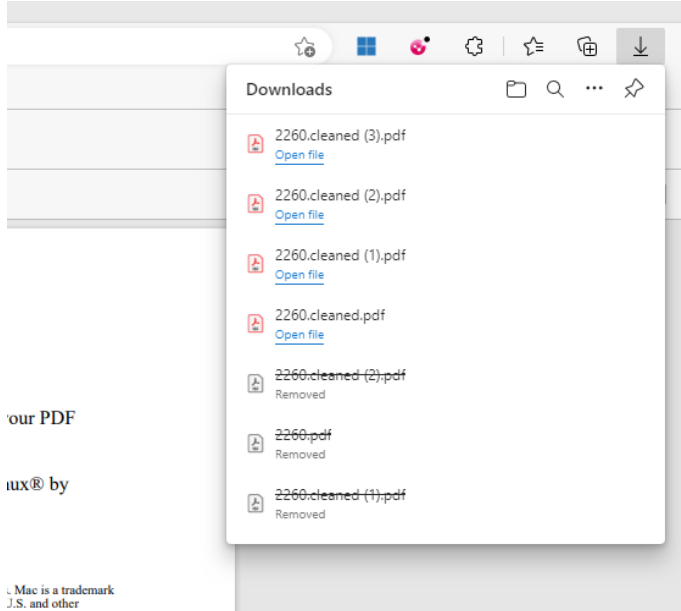 Downloads
2260.cleaned (3).pdf
Open file
2260.cleaned (2).pdf
Open file
2260.cleaned (1).pdf
Open file
2260.cleaned.pdf
Open file
2260.cleaned (2).pdf
Removed
2260.pdf
Removed
2260.cleaned (1).pdf
Removed
our PDF
ux® by
. Mac is a trademark
U.S. and other